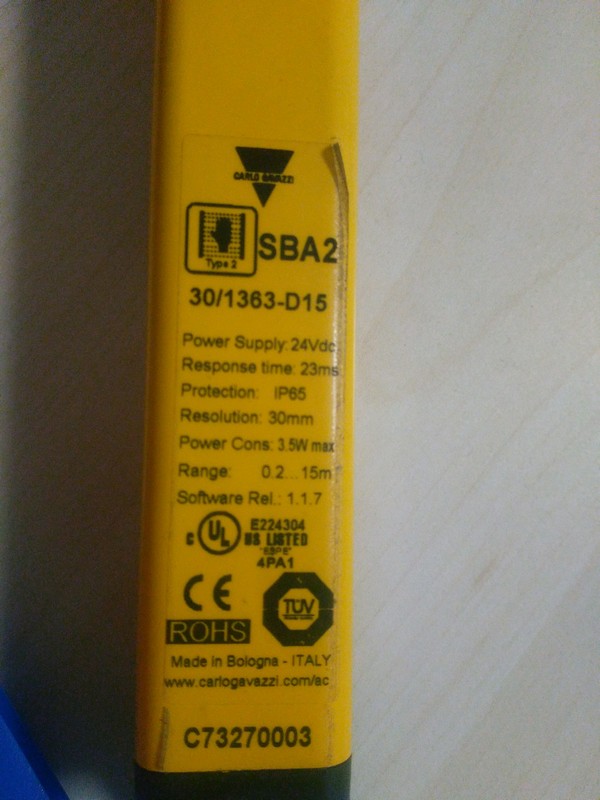 CARLO GAVAZZI
Type 2
SBA2
30/1363-D15
Power Supply: 24Vdc
Response time: 23ms
Protection: IP65
Resolution: 30mm
Power Cons: 3.5W max
Range: 0.2...15m
Software Rel.: 1.1.7
C UL US LISTED
E224304
"ESPE"
4PA1
CE
TÜV
ROHS
Made in Bologna - ITALY
www.carlogavazzi.com/ac
C73270003